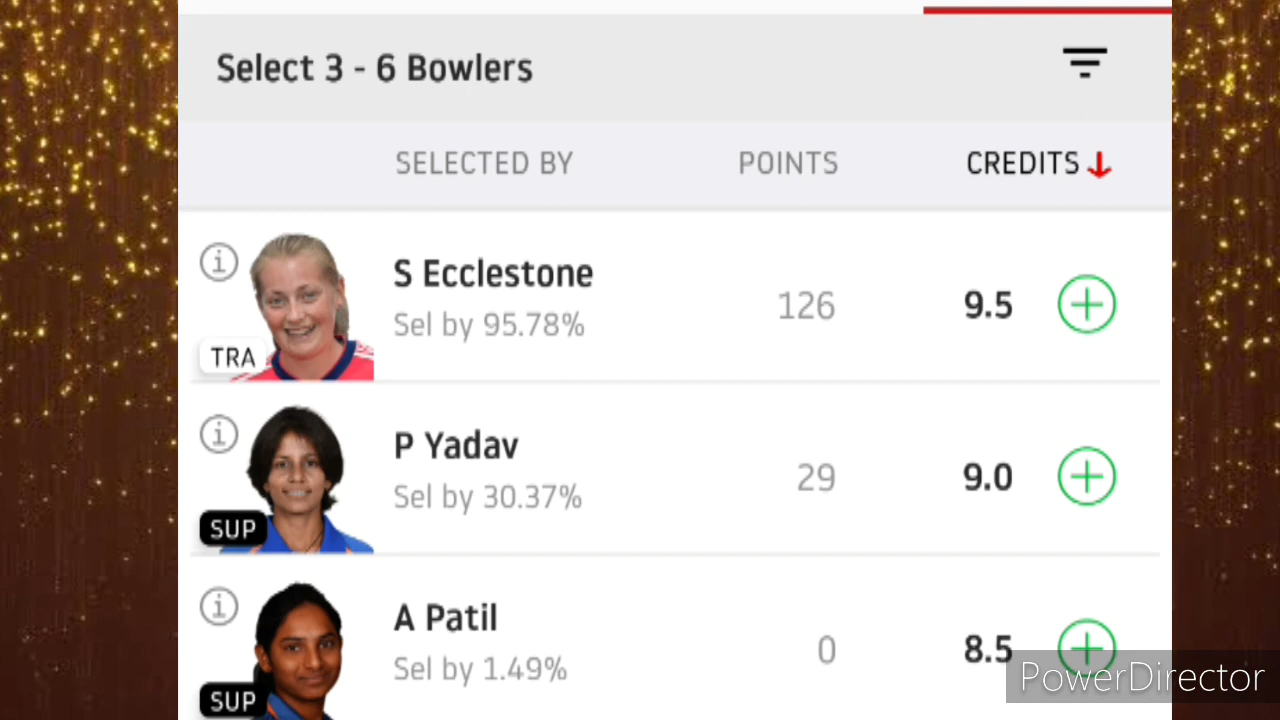 Select 3 - 6 Bowlers
SELECTED BY POINTS CREDITS
S Ecclestone
Sel by 95.78%
126
9.5
TRA
P Yadav
Sel by 30.37%
29
9.0
SUP
A Patil
Sel by 1.49%
0
8.5
SUP
PowerDirector